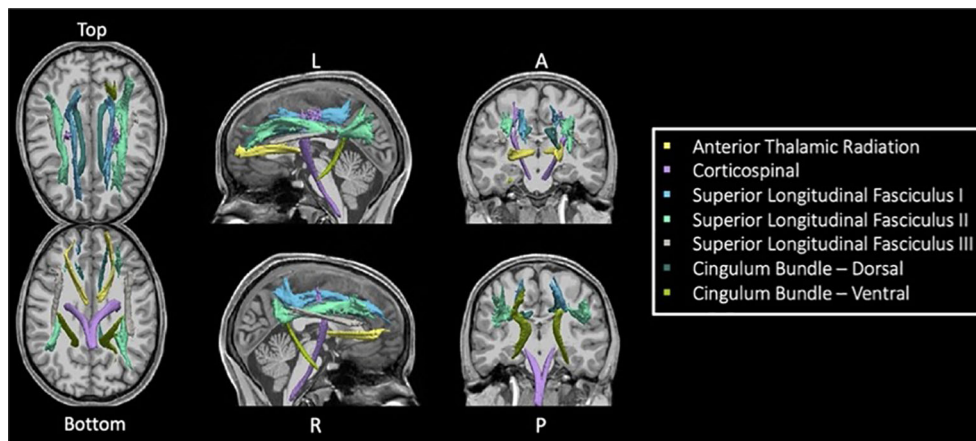 Top
L
A
Anterior Thalamic Radiation
Corticospinal
Superior Longitudinal Fasciculus I
Superior Longitudinal Fasciculus II
Superior Longitudinal Fasciculus III
Cingulum Bundle – Dorsal
Cingulum Bundle – Ventral
Bottom
R
P